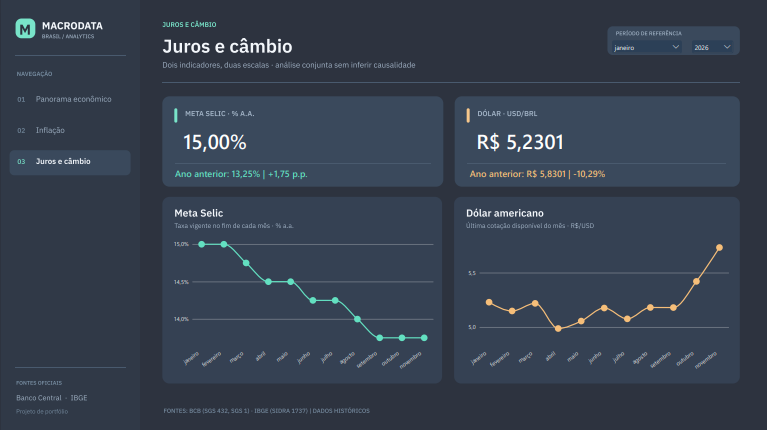 M
MACRODATA
BRASIL / ANALYTICS
NAVEGAÇÃO
01 Panorama econômico
02 Inflação
03 Juros e câmbio
FONTES OFICIAIS
Banco Central · IBGE
Projeto de portfólio
JUROS E CÂMBIO
Juros e câmbio
Dois indicadores, duas escalas · análise conjunta sem inferir causalidade
PERÍODO DE REFERÊNCIA
janeiro 2026
META SELIC · % A.A.
15,00%
Ano anterior: 13,25% | +1,75 p.p.
DÓLAR · USD/BRL
R$ 5,2301
Ano anterior: R$ 5,8301 | -10,29%
Meta Selic
Taxa vigente no fim de cada mês · % a.a.
15,0%
14,5%
14,0%
janeiro fevereiro março abril maio junho julho agosto setembro outubro novembro
Dólar americano
Última cotação disponível do mês · R$/USD
5,5
5,0
janeiro fevereiro março abril maio junho julho agosto setembro outubro novembro
FONTES: BCB (SGS 432, SGS 1) · IBGE (SIDRA 1737) | DADOS HISTÓRICOS